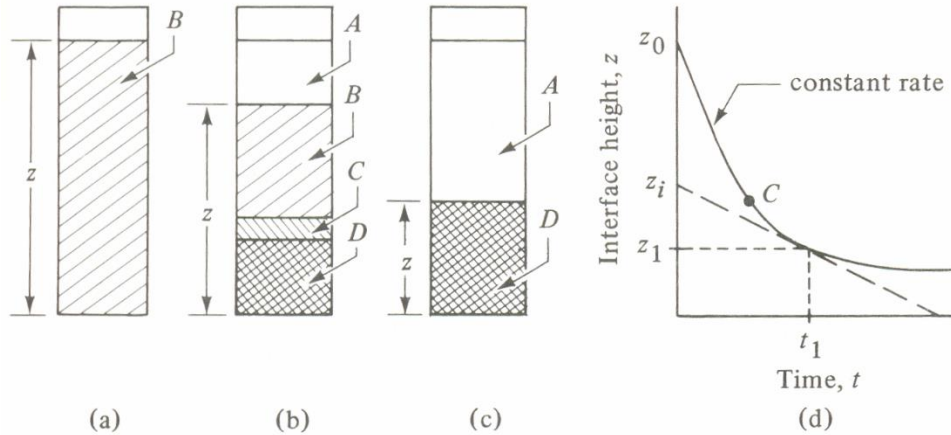 B
z
(a)
A
B
z
C
D
(b)
A
z
D
(c)
z₀
constant rate
Interface height, z
zᵢ
C
z₁
t₁
Time, t
(d)